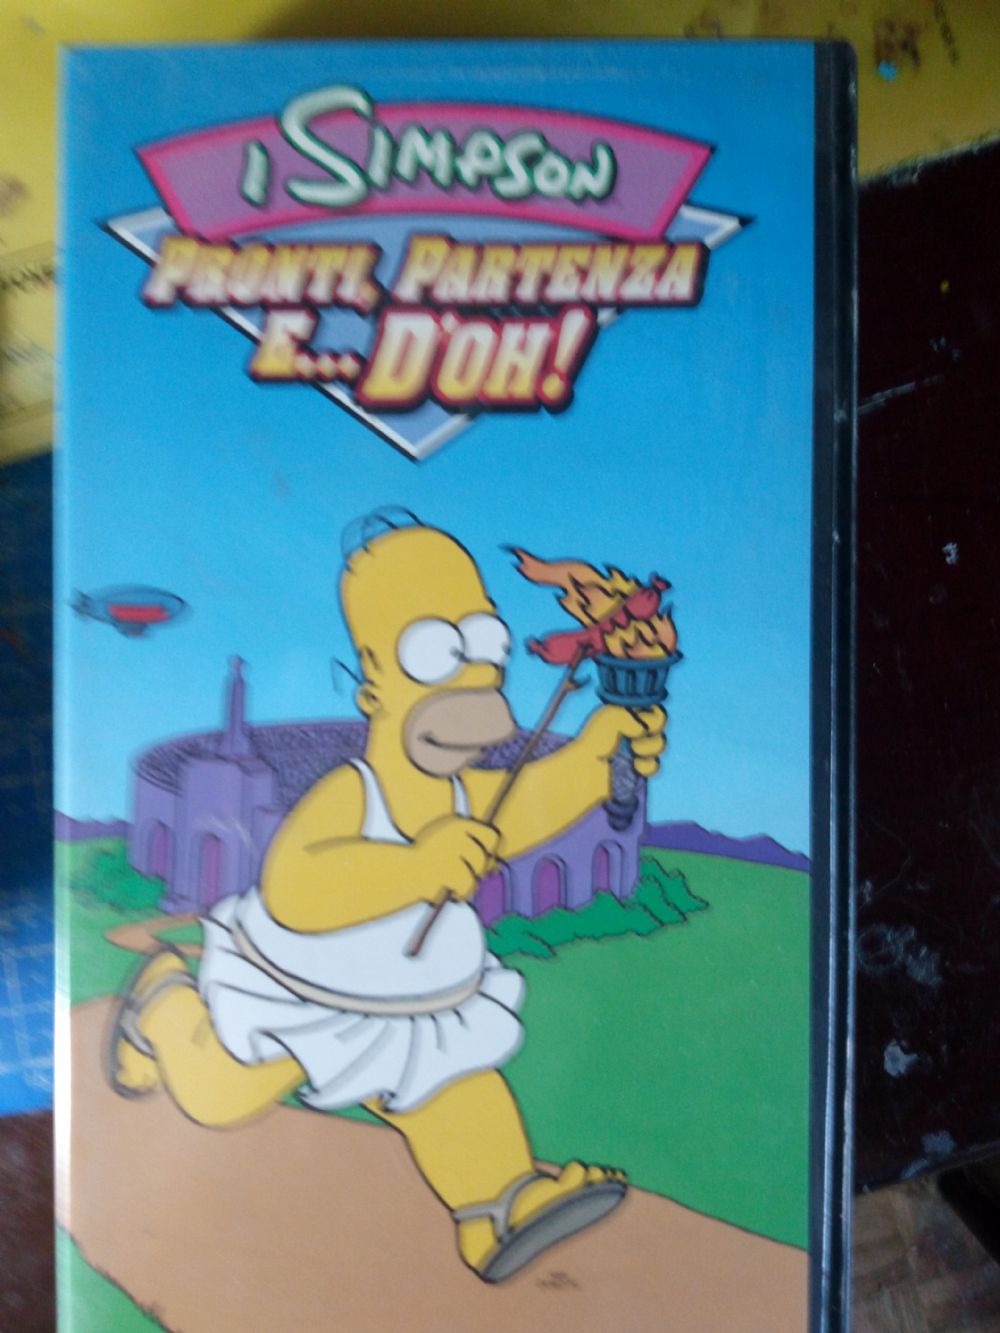 I SIMPSON
PRONTI, PARTENZA
E... D'OH!